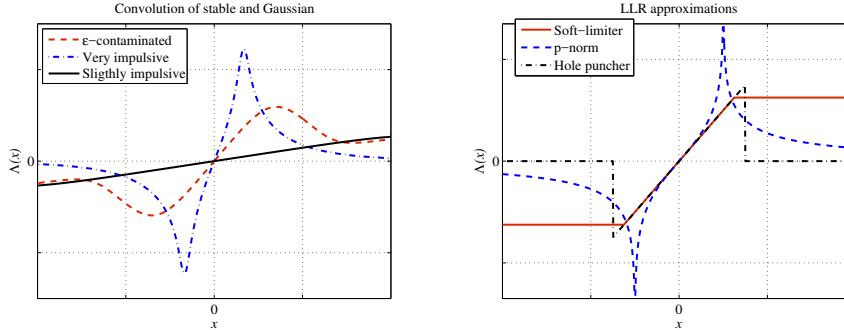 Convolution of stable and Gaussian
ε−contaminated
Very impulsive
Sligthly impulsive
Λ(x)
0
0
x
LLR approximations
Soft−limiter
p−norm
Hole puncher
Λ(x)
0
0
x